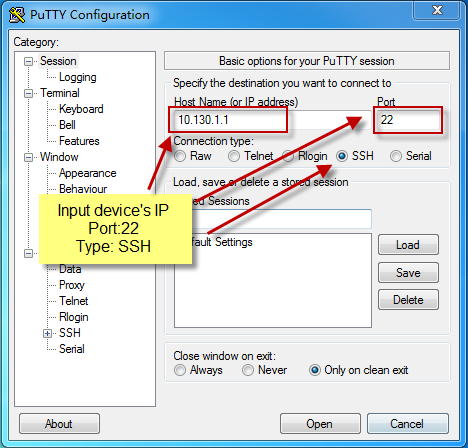 PuTTY Configuration
Category:
Session
Logging
Terminal
Keyboard
Bell
Features
Window
Appearance
Behaviour
Data
Proxy
Telnet
Rlogin
SSH
Serial
Basic options for your PuTTY session
Specify the destination you want to connect to
Host Name (or IP address) Port
10.130.1.1 22
Connection type:
Raw Telnet Rlogin SSH Serial
Load, save or delete a stored session
Sessions
Settings
Load
Save
Delete
Input device's IP
Port:22
Type: SSH
Close window on exit:
Always Never Only on clean exit
About Open Cancel